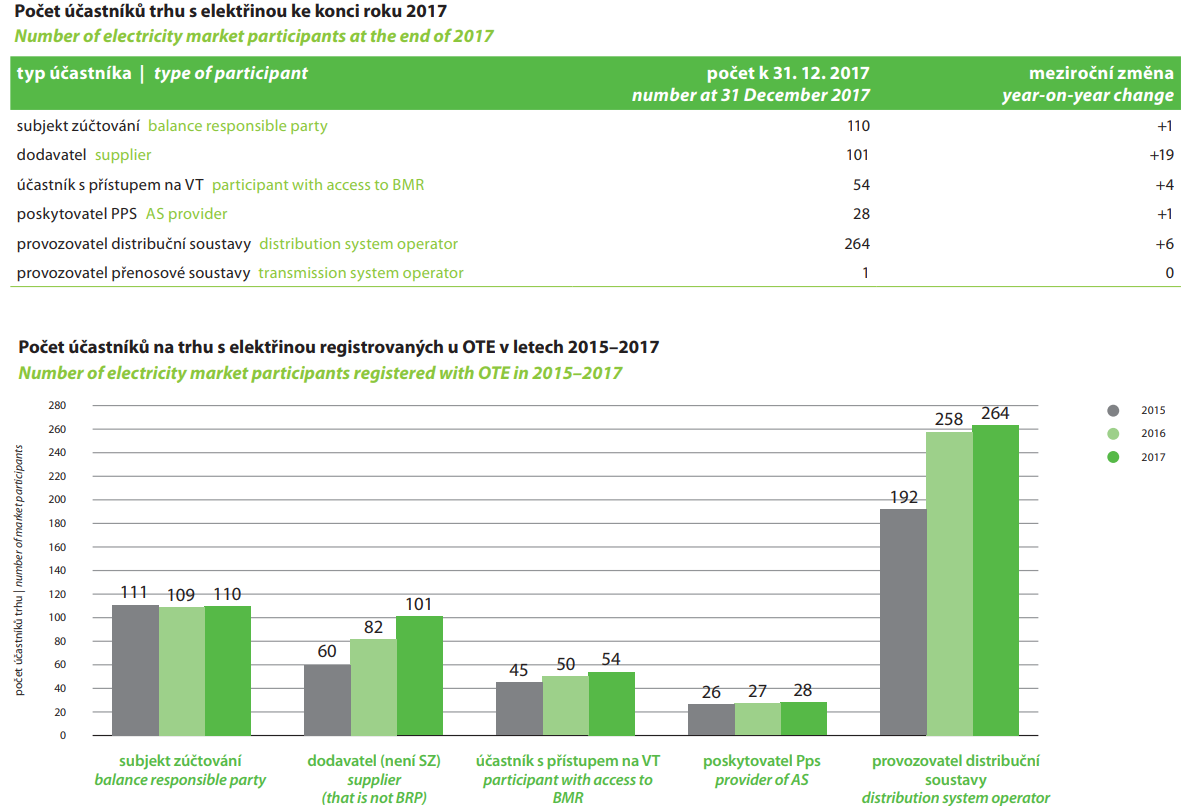 Počet účastníků trhu s elektřinou ke konci roku 2017
Number of electricity market participants at the end of 2017
typ účastníka | type of participant počet k 31. 12. 2017 meziroční změna
number at 31 December 2017 year-on-year change
subjekt zúčtování balance responsible party 110 +1
dodavatel supplier 101 +19
účastník s přístupem na VT participant with access to BMR 54 +4
poskytovatel PPS AS provider 28 +1
provozovatel distribuční soustavy distribution system operator 264 +6
provozovatel přenosové soustavy transmission system operator 1 0
Počet účastníků na trhu s elektřinou registrovaných u OTE v letech 2015–2017
Number of electricity market participants registered with OTE in 2015–2017
počet účastníků trhu | number of market participants
280
260
240
220
200
180
160
140
120
100
80
60
40
20
0
111 109 110
60 82 101
45 50 54
26 27 28
192 258 264
2015
2016
2017
subjekt zúčtování
balance responsible party
dodavatel (není SZ)
supplier
(that is not BRP)
účastník s přístupem na VT
participant with access to
BMR
poskytovatel Pps
provider of AS
provozovatel distribuční
soustavy
distribution system operator